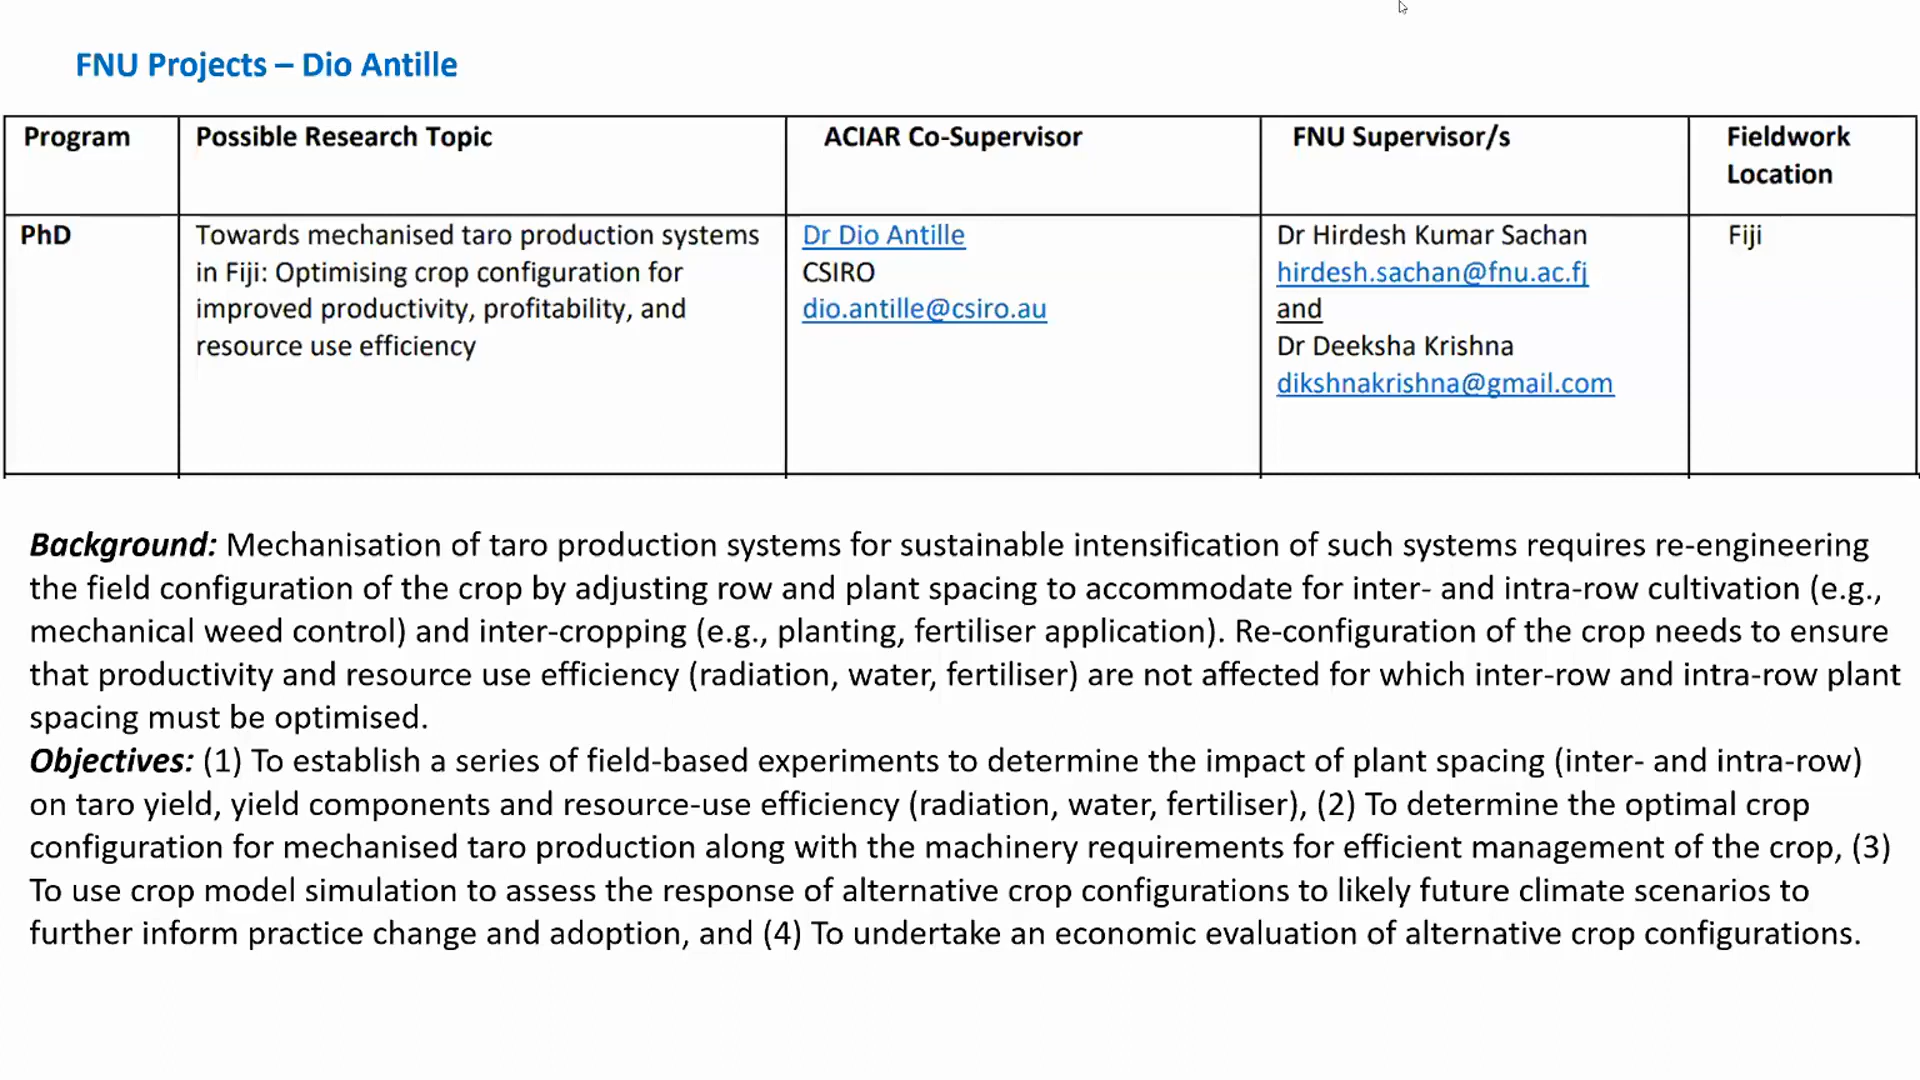 FNU Projects – Dio Antille
Program
Possible Research Topic
ACIAR Co-Supervisor
FNU Supervisor/s
Fieldwork
Location
PhD
Towards mechanised taro production systems
in Fiji: Optimising crop configuration for
improved productivity, profitability, and
resource use efficiency
Dr Dio Antille
CSIRO
dio.antille@csiro.au
Dr Hirdesh Kumar Sachan
hirdesh.sachan@fnu.ac.fj
and
Dr Deeksha Krishna
dikshnakrishna@gmail.com
Fiji
Background: Mechanisation of taro production systems for sustainable intensification of such systems requires re-engineering
the field configuration of the crop by adjusting row and plant spacing to accommodate for inter- and intra-row cultivation (e.g.,
mechanical weed control) and inter-cropping (e.g., planting, fertiliser application). Re-configuration of the crop needs to ensure
that productivity and resource use efficiency (radiation, water, fertiliser) are not affected for which inter-row and intra-row plant
spacing must be optimised.
Objectives: (1) To establish a series of field-based experiments to determine the impact of plant spacing (inter- and intra-row)
on taro yield, yield components and resource-use efficiency (radiation, water, fertiliser), (2) To determine the optimal crop
configuration for mechanised taro production along with the machinery requirements for efficient management of the crop, (3)
To use crop model simulation to assess the response of alternative crop configurations to likely future climate scenarios to
further inform practice change and adoption, and (4) To undertake an economic evaluation of alternative crop configurations.